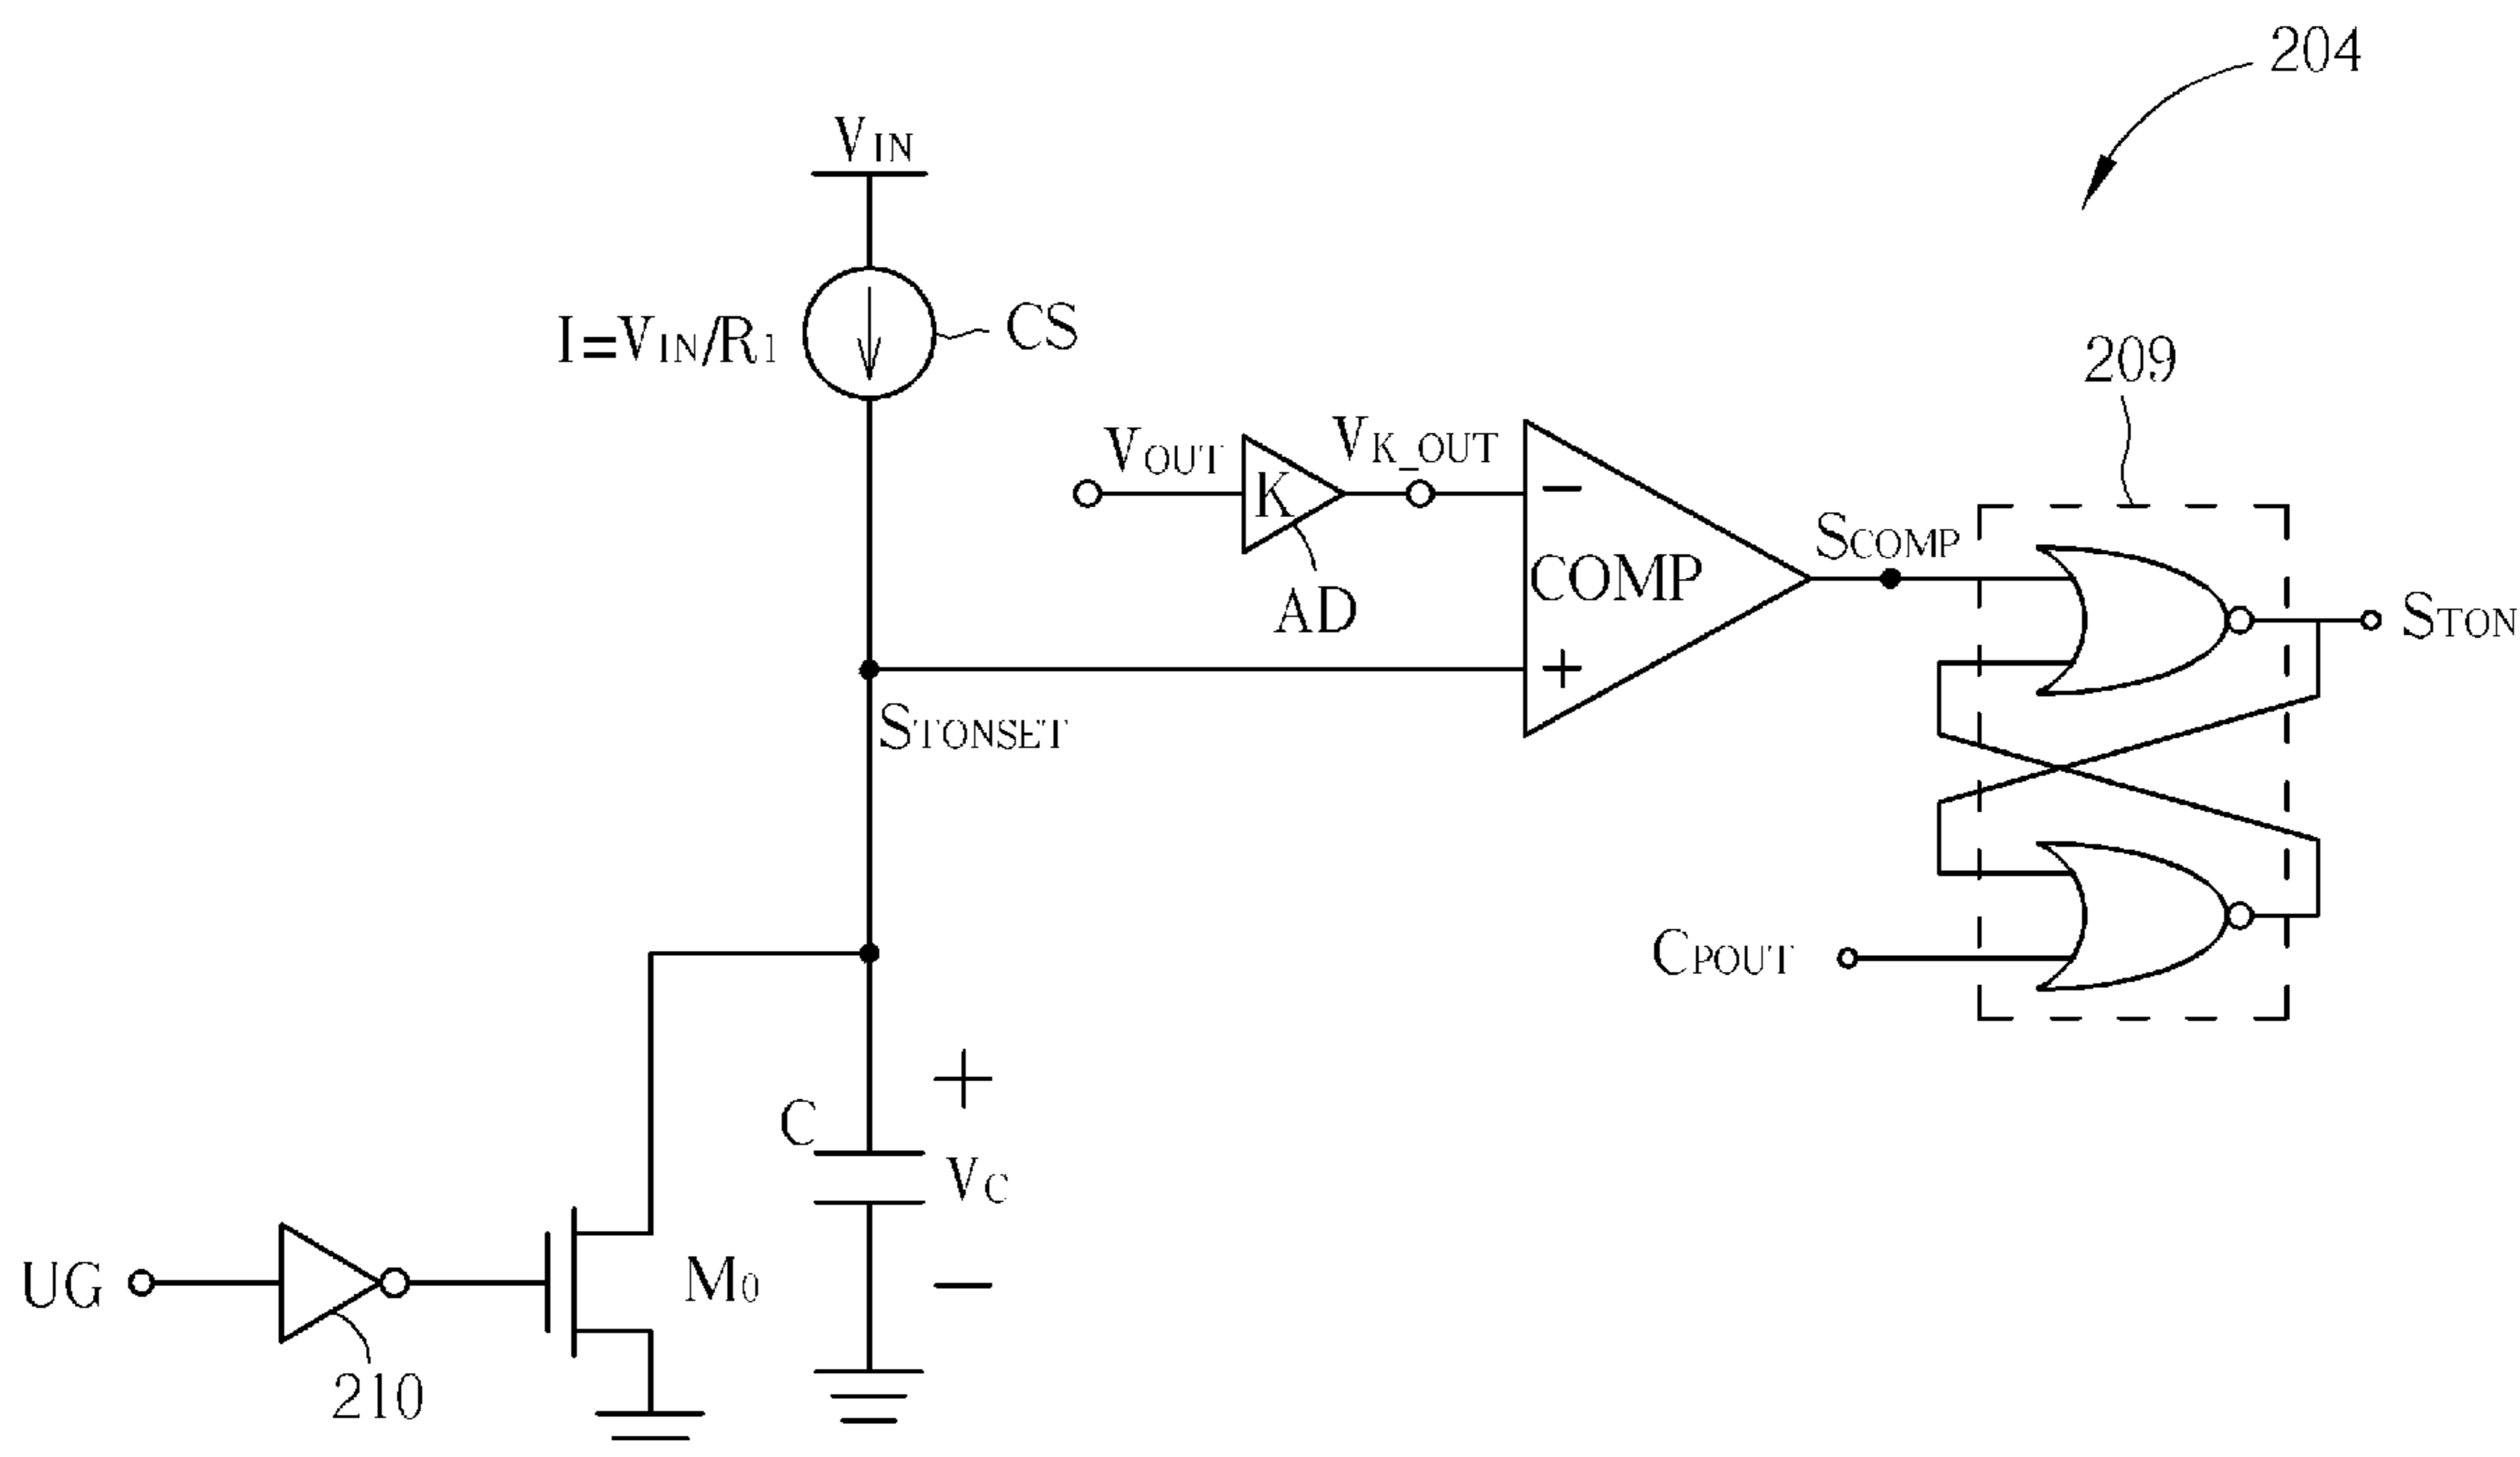 204
VIN
I=VIN/R1
CS
209
VOUT
K
VK_OUT
−
COMP
+
AD
SCOMP
STON
STONSET
CPOUT
+
C
VC
−
UG
M0
210